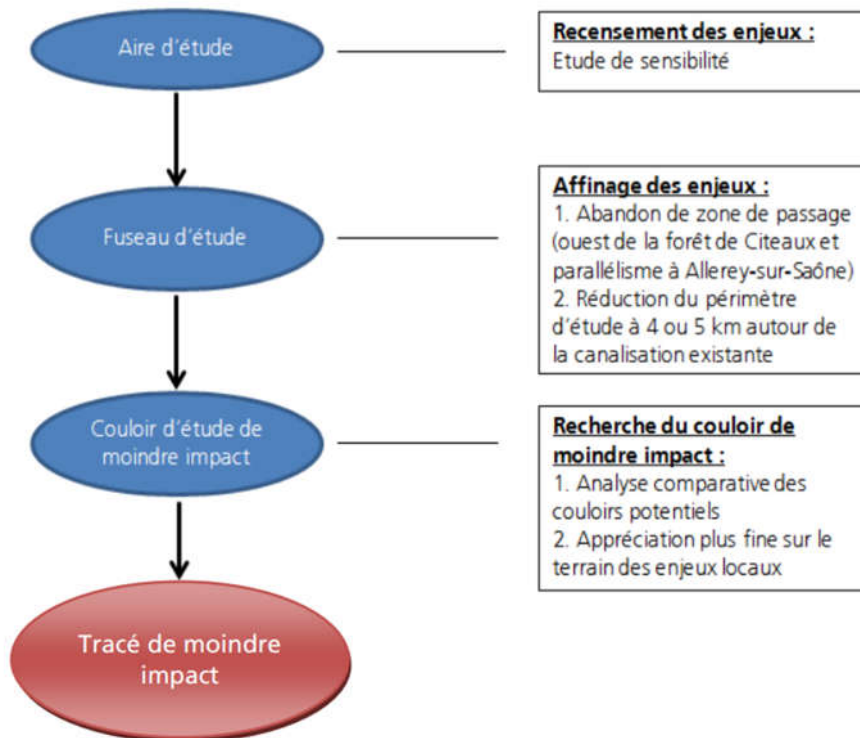 Aire d'étude
Recensement des enjeux :
Etude de sensibilité
Fuseau d'étude
Affinage des enjeux :
1. Abandon de zone de passage
(ouest de la forêt de Citeaux et
parallélisme à Allerey-sur-Saône)
2. Réduction du périmètre
d'étude à 4 ou 5 km autour de
la canalisation existante
Couloir d'étude de
moindre impact
Recherche du couloir de
moindre impact :
1. Analyse comparative des
couloirs potentiels
2. Appréciation plus fine sur le
terrain des enjeux locaux
Tracé de moindre
impact